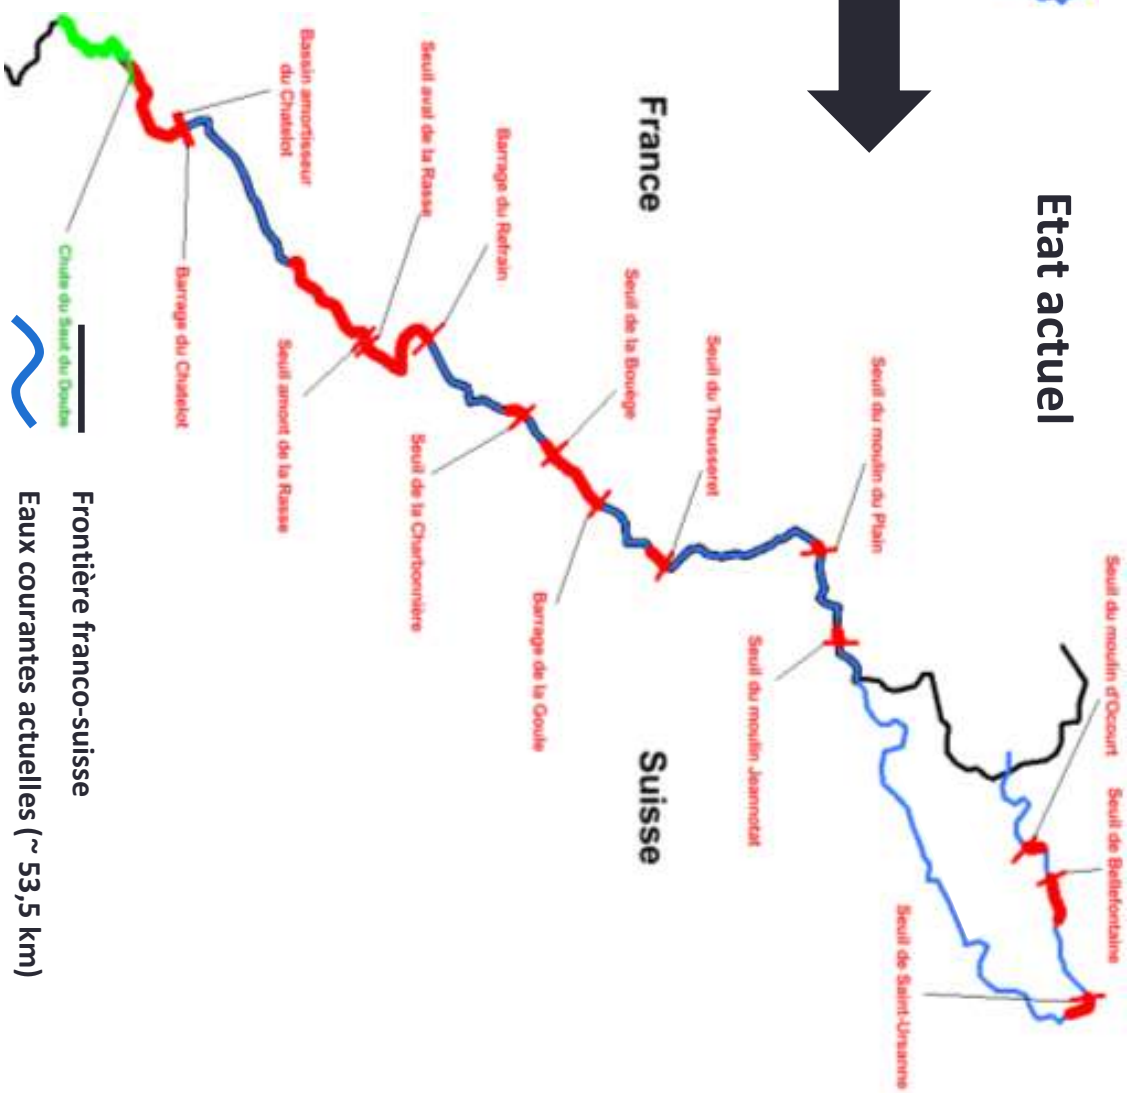 Etat actuel
France
Suisse
Seuil du moulin d'Ocourt
Seuil de Bellefontaine
Seuil de Saint-Ursanne
Seuil du moulin du Plain
Seuil du moulin Jeannotat
Seuil du Theusseret
Seuil de la Bouège
Barrage de la Goule
Barrage du Refrain
Seuil de la Charbonnière
Seuil aval de la Rasse
Seuil amont de la Rasse
Bassin amortisseur
du Chatelot
Barrage du Chatelot
Chute du Saut du Doubs
Frontière franco-suisse
Eaux courantes actuelles (~ 53,5 km)